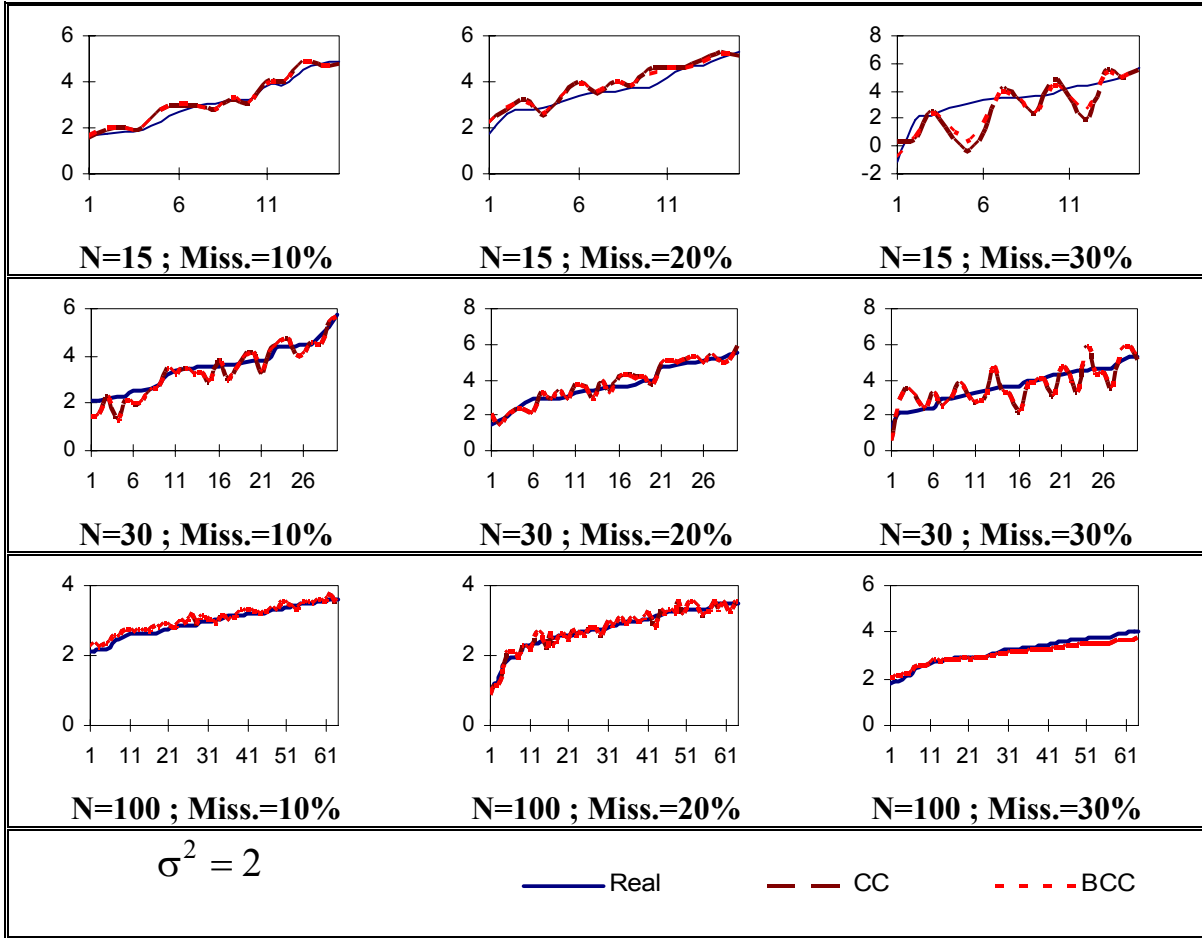 6
4
2
0
1 6 11
N=15 ; Miss.=10%
6
4
2
0
1 6 11
N=15 ; Miss.=20%
8
6
4
2
0
-2
1 6 11
N=15 ; Miss.=30%
6
4
2
0
1 6 11 16 21 26
N=30 ; Miss.=10%
8
6
4
2
0
1 6 11 16 21 26
N=30 ; Miss.=20%
8
6
4
2
0
1 6 11 16 21 26
N=30 ; Miss.=30%
4
2
0
1 11 21 31 41 51 61
N=100 ; Miss.=10%
4
2
0
1 11 21 31 41 51 61
N=100 ; Miss.=20%
6
4
2
0
1 11 21 31 41 51 61
N=100 ; Miss.=30%
σ² = 2
Real CC BCC